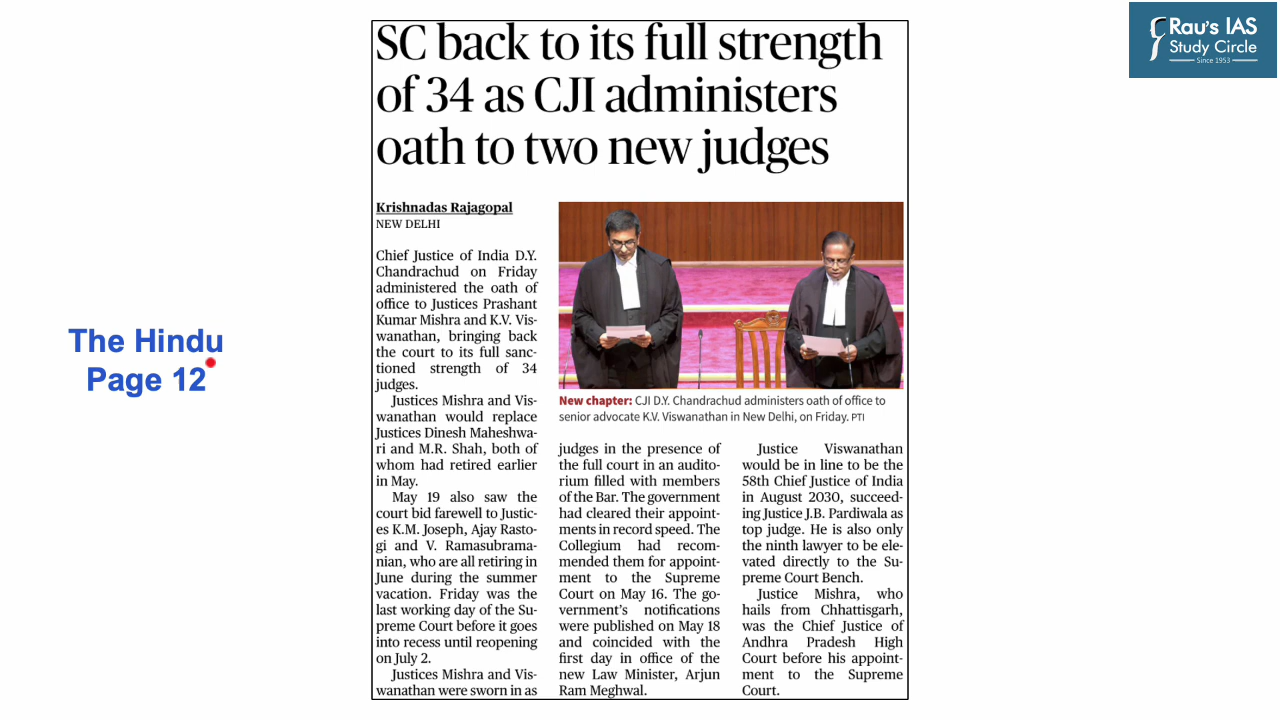 SC back to its full strength
of 34 as CJI administers
oath to two new judges
Krishnadas Rajagopal
NEW DELHI
Chief Justice of India D.Y.
Chandrachud on Friday
administered the oath of
office to Justices Prashant
Kumar Mishra and K.V. Vis-
wanathan, bringing back
the court to its full sanc-
tioned strength of 34
judges.
Justices Mishra and Vis-
wanathan would replace
Justices Dinesh Maheshwa-
ri and M.R. Shah, both of
whom had retired earlier
in May.
May 19 also saw the
court bid farewell to Justic-
es K.M. Joseph, Ajay Rasto-
gi and V. Ramasubrama-
nian, who are all retiring in
June during the summer
vacation. Friday was the
last working day of the Su-
preme Court before it goes
into recess until reopening
on July 2.
Justices Mishra and Vis-
wanathan were sworn in as
New chapter: CJI D.Y. Chandrachud administers oath of office to
senior advocate K.V. Viswanathan in New Delhi, on Friday. PTI
judges in the presence of
the full court in an audito-
rium filled with members
of the Bar. The government
had cleared their appoint-
ments in record speed. The
Collegium had recom-
mended them for appoint-
ment to the Supreme
Court on May 16. The go-
vernment's notifications
were published on May 18
and coincided with the
first day in office of the
new Law Minister, Arjun
Ram Meghwal.
Justice Viswanathan
would be in line to be the
58th Chief Justice of India
in August 2030, succeed-
ing Justice J.B. Pardiwala as
top judge. He is also only
the ninth lawyer to be ele-
vated directly to the Su-
preme Court Bench.
Justice Mishra, who
hails from Chhattisgarh,
was the Chief Justice of
Andhra Pradesh High
Court before his appoint-
ment to the Supreme
Court.
The Hindu
Page 12
Rau's IAS
Study Circle
Since 1953